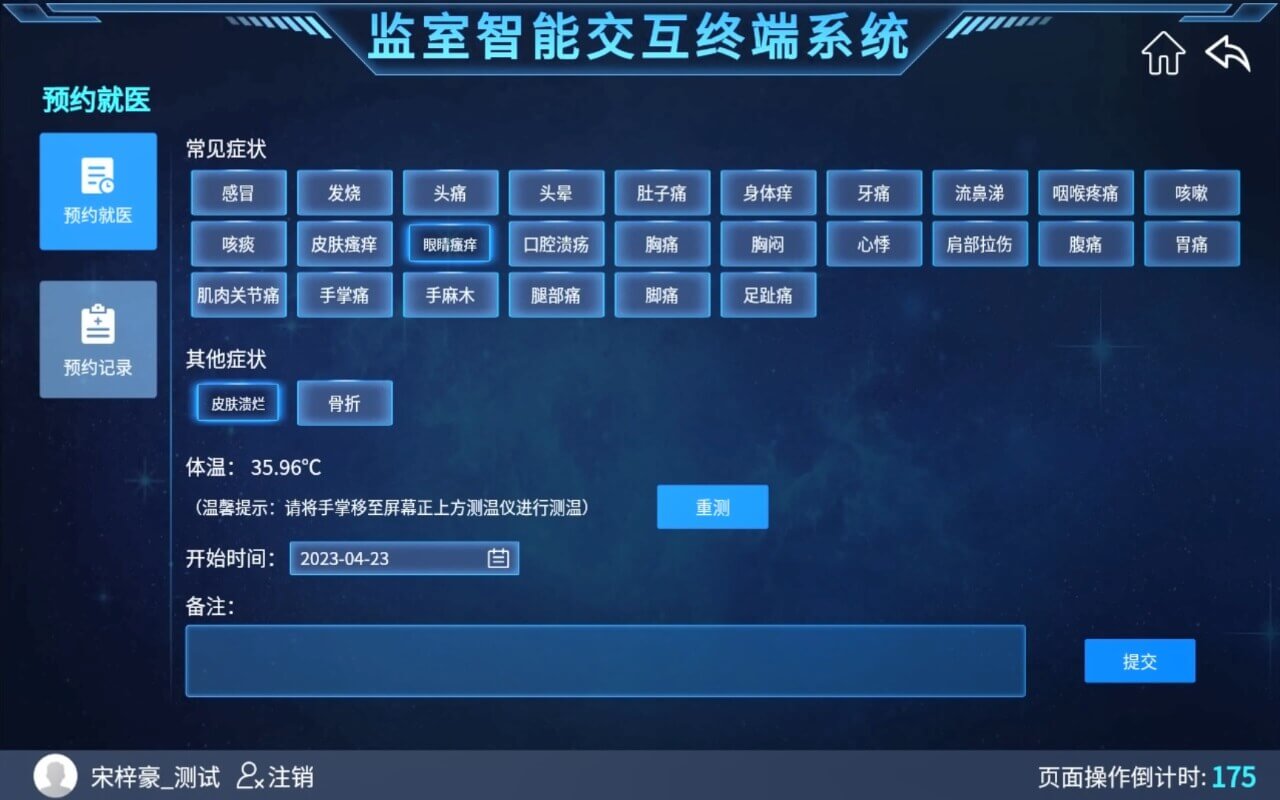 监室智能交互终端系统
预约就医
预约就医
预约记录
常见症状
感冒 发烧 头痛 头晕 肚子痛 身体痒 牙痛 流鼻涕 咽喉疼痛 咳嗽
咳痰 皮肤瘙痒 眼睛瘙痒 口腔溃疡 胸痛 胸闷 心悸 肩部拉伤 腹痛 胃痛
肌肉关节痛 手掌痛 手麻木 腿部痛 脚痛 足趾痛
其他症状
皮肤溃烂 骨折
体温： 35.96℃
（温馨提示：请将手掌移至屏幕正上方测温仪进行测温） 重测
开始时间： 2023-04-23
备注：
提交
宋梓豪_测试 注销 页面操作倒计时: 175